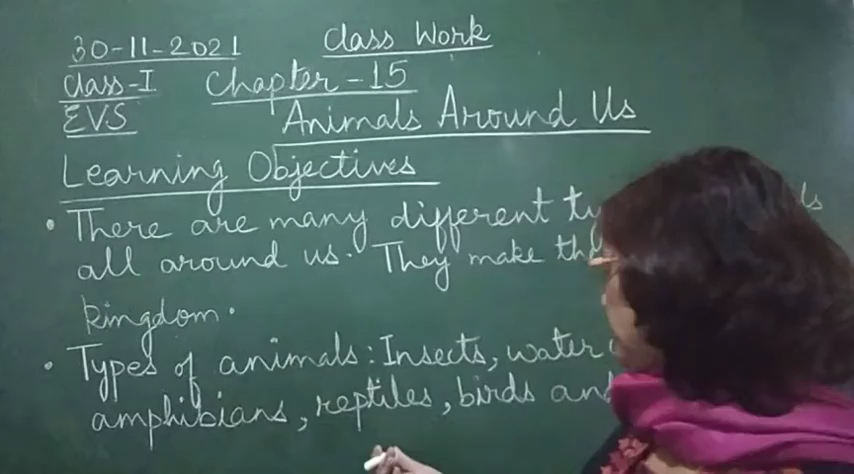 30-11-2021 Class Work
Class-I Chapter-15
EVS Animals Around Us
Learning Objectives
• There are many different
all around us. They make
kingdom.
• Types of animals: Insects, water
amphibians, reptiles, birds and